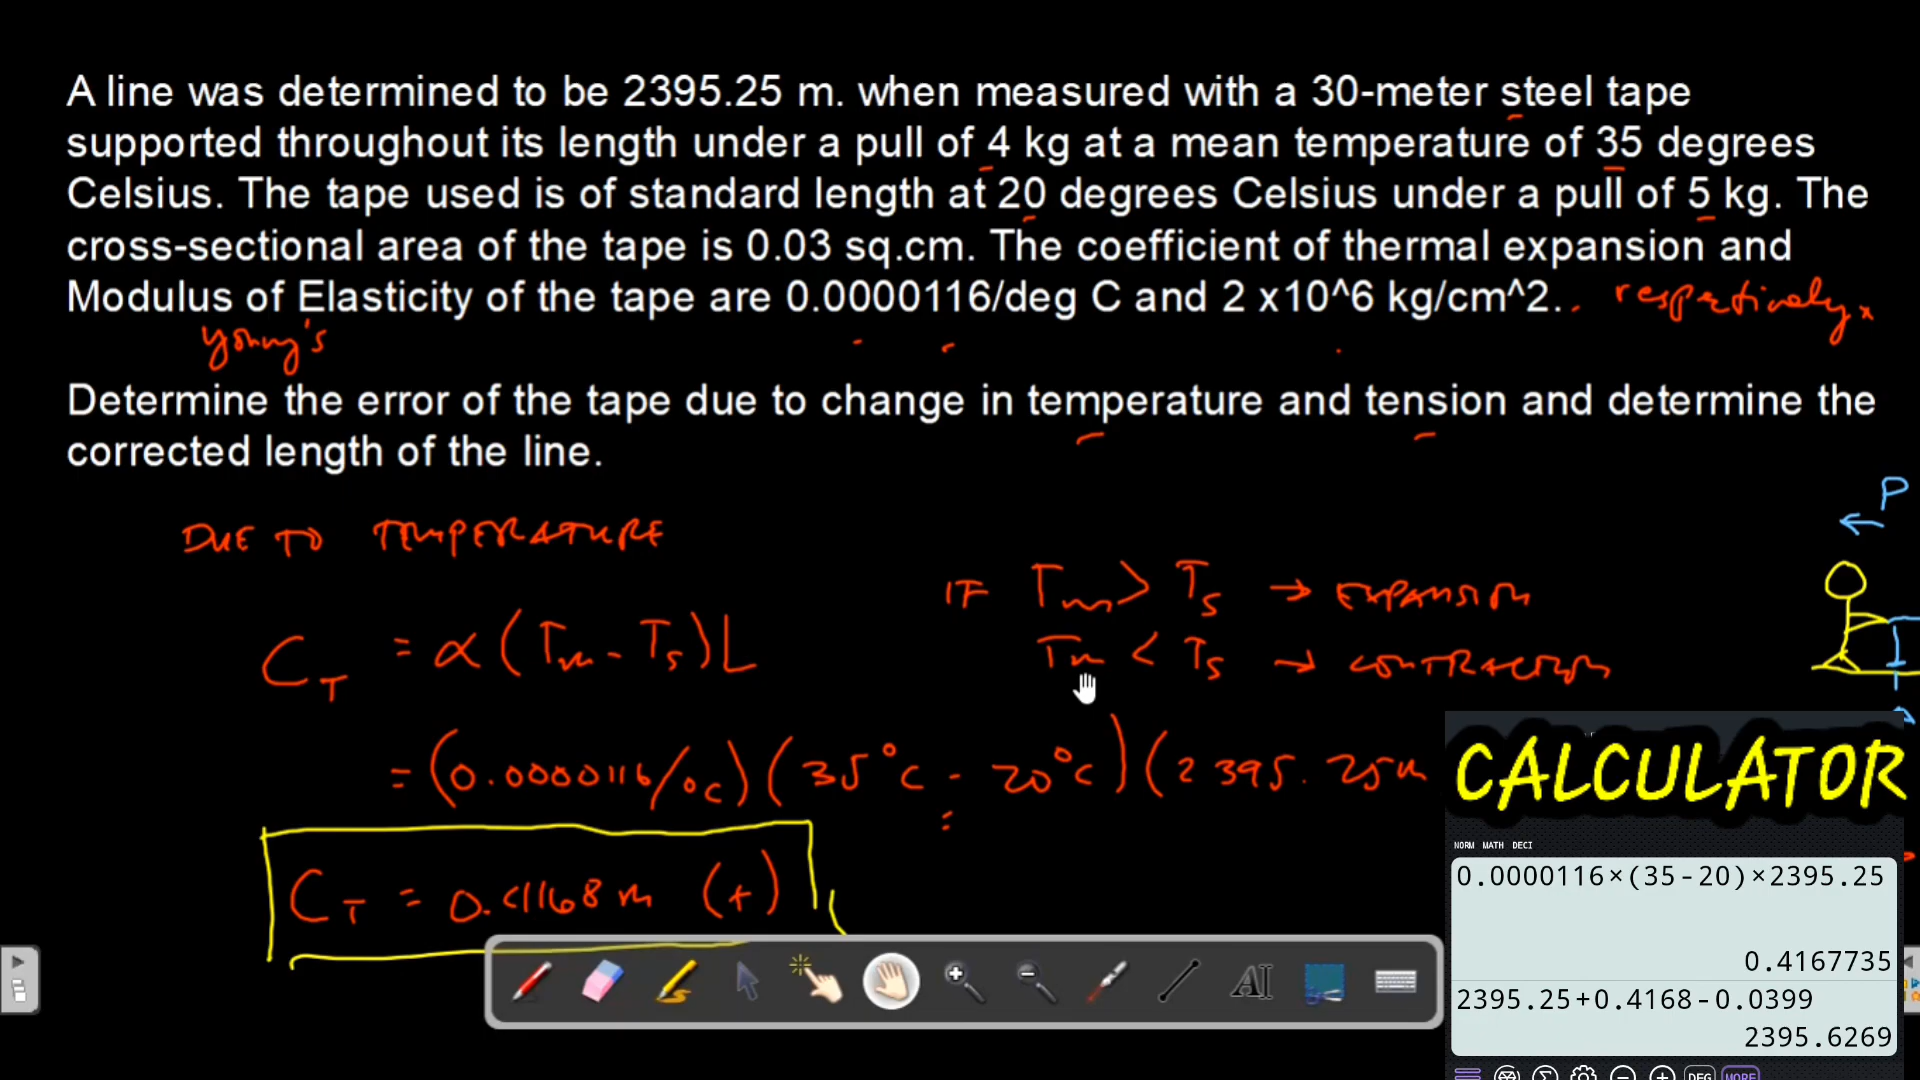 A line was determined to be 2395.25 m. when measured with a 30-meter steel tape
supported throughout its length under a pull of 4 kg at a mean temperature of 35 degrees
Celsius. The tape used is of standard length at 20 degrees Celsius under a pull of 5 kg. The
cross-sectional area of the tape is 0.03 sq.cm. The coefficient of thermal expansion and
Modulus of Elasticity of the tape are 0.0000116/deg C and 2 x10^6 kg/cm^2.. respectively
young's
Determine the error of the tape due to change in temperature and tension and determine the
corrected length of the line.
P
DUE TO TEMPERATURE
IF Tm > Ts → EXPANSION
CT = α (Tm - Ts) L
Tm < Ts → CONTRACTION
= (0.0000116/°C) (35°C - 20°C) (2395.25m
CALCULATOR
NORM MATH DECI
0.0000116×(35-20)×2395.25
CT = 0.4168 m (+)
0.4167735
AI
2395.25+0.4168-0.0399
2395.6269
DEG MORE